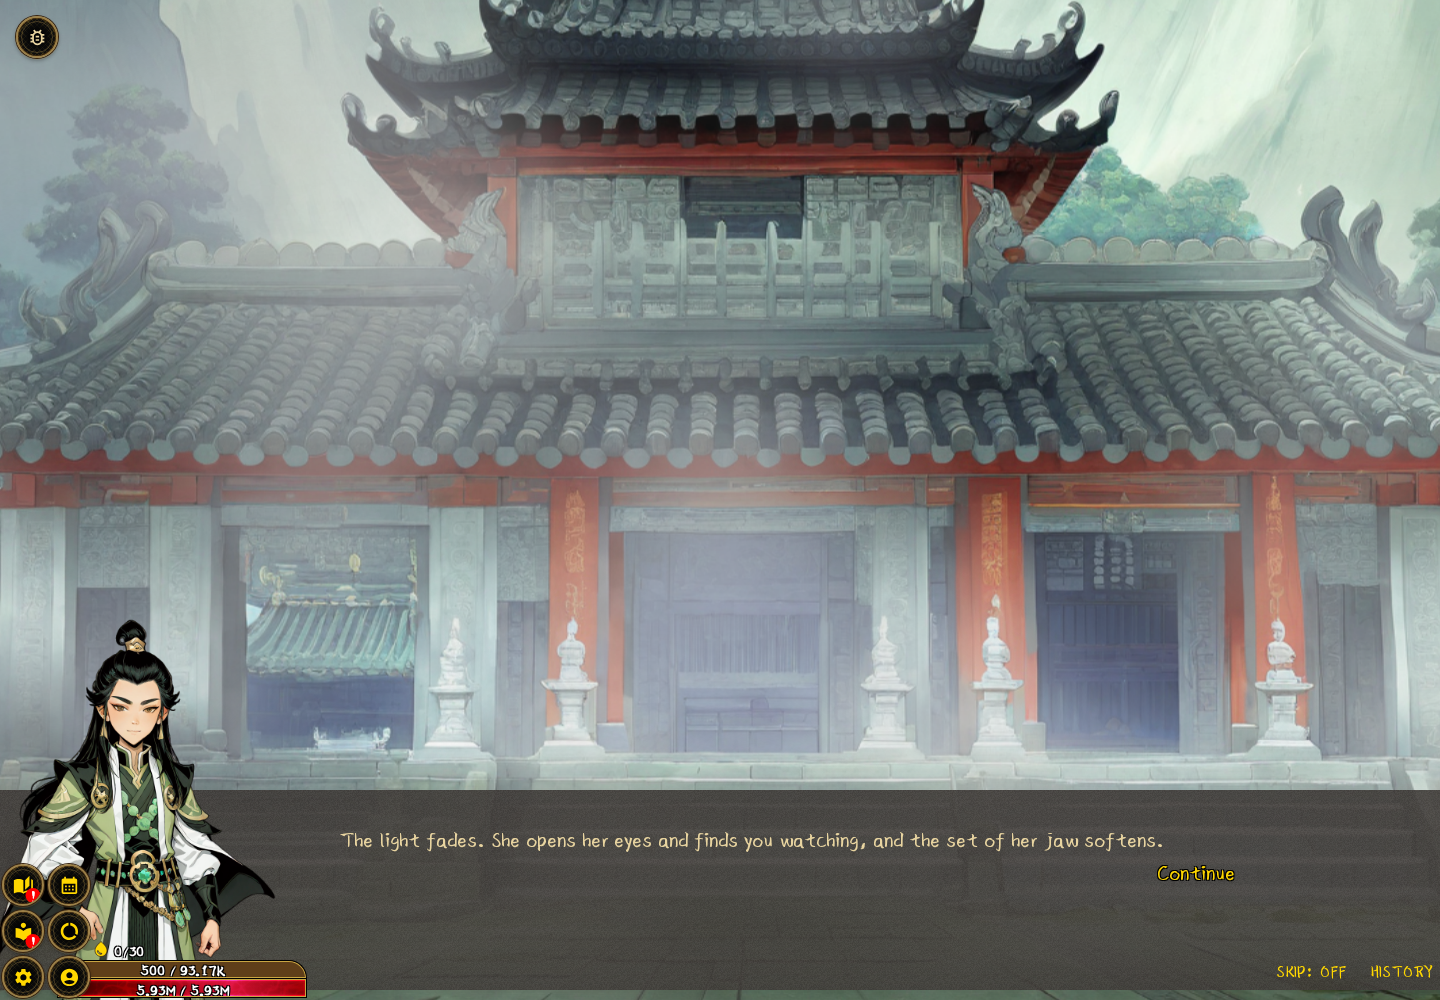 The light fades. She opens her eyes and finds you watching, and the set of her jaw softens.
Continue
0/30
500 / 93.17K
5.93M / 5.93M
SKIP: OFF HISTORY